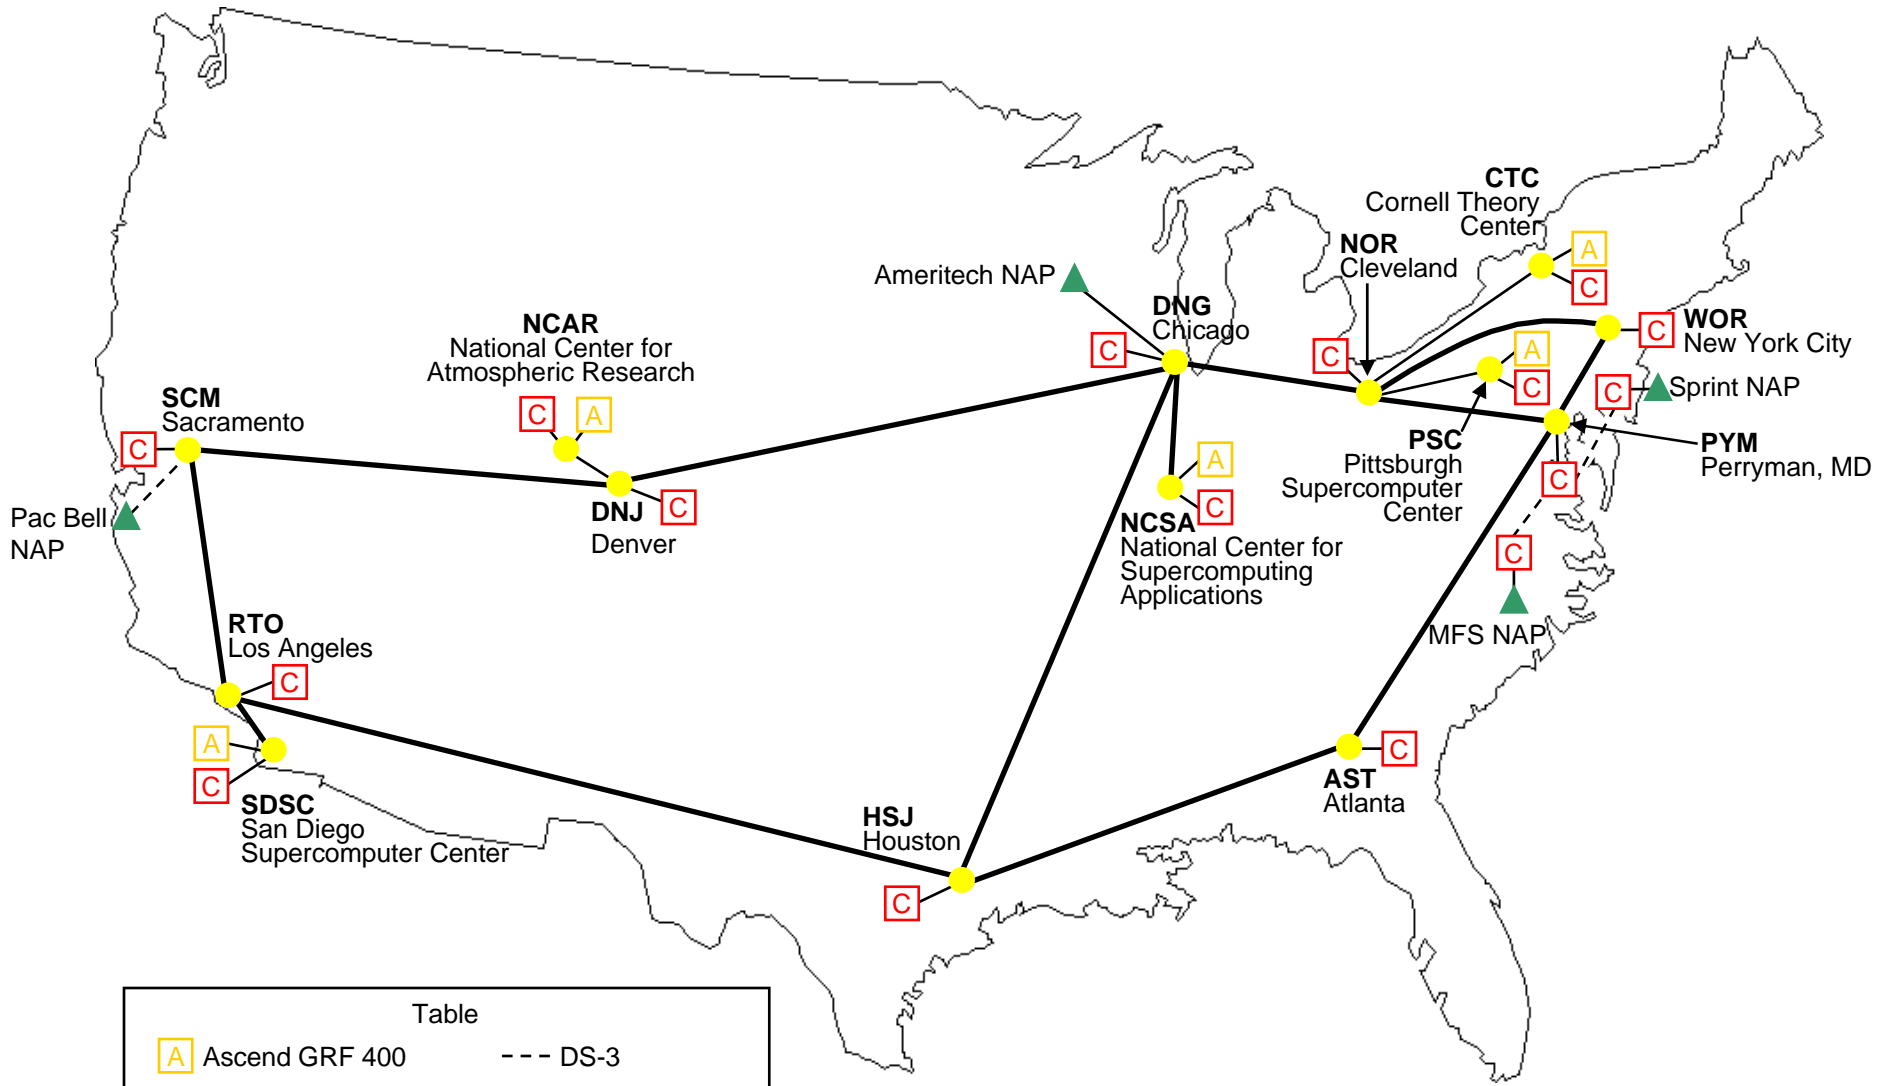 CTC
Cornell Theory
Center
A
C
NOR
Cleveland
Ameritech NAP
DNG
Chicago
C
C
WOR
New York City
C
A
C
Sprint NAP
C
NCAR
National Center for
Atmospheric Research
C
A
SCM
Sacramento
C
Pac Bell
NAP
DNJ
Denver
C
A
C
NCSA
National Center for
Supercomputing
Applications
PSC
Pittsburgh
Supercomputer
Center
PYM
Perryman, MD
C
C
MFS NAP
RTO
Los Angeles
C
A
C
SDSC
San Diego
Supercomputer Center
HSJ
Houston
C
AST
Atlanta
C
Table
A Ascend GRF 400
DS-3